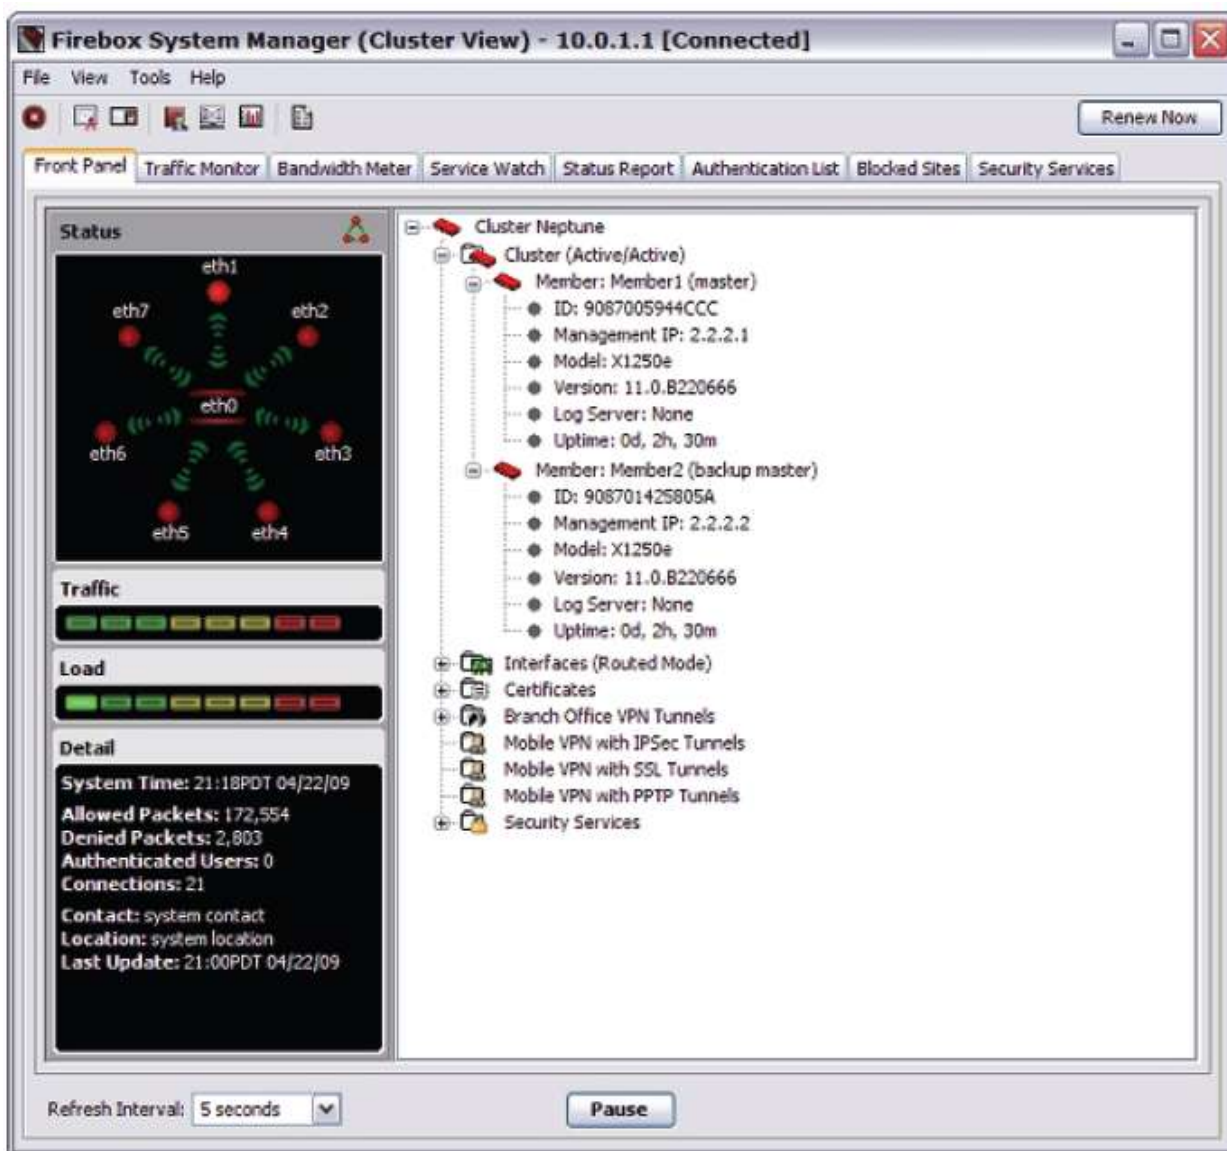 Firebox System Manager (Cluster View) - 10.0.1.1 [Connected]
File View Tools Help
Renew Now
Front Panel Traffic Monitor Bandwidth Meter Service Watch Status Report Authentication List Blocked Sites Security Services
Status
eth1
eth7
eth2
eth0
eth6
eth3
eth5
eth4
Traffic
Load
Detail
System Time: 21:18PDT 04/22/09
Allowed Packets: 172,554
Denied Packets: 2,803
Authenticated Users: 0
Connections: 21
Contact: system contact
Location: system location
Last Update: 21:00PDT 04/22/09
Cluster Neptune
Cluster (Active/Active)
Member: Member1 (master)
ID: 9087005944CCC
Management IP: 2.2.2.1
Model: X1250e
Version: 11.0.B220666
Log Server: None
Uptime: 0d, 2h, 30m
Member: Member2 (backup master)
ID: 908701425805A
Management IP: 2.2.2.2
Model: X1250e
Version: 11.0.B220666
Log Server: None
Uptime: 0d, 2h, 30m
Interfaces (Routed Mode)
Certificates
Branch Office VPN Tunnels
Mobile VPN with IPSec Tunnels
Mobile VPN with SSL Tunnels
Mobile VPN with PPTP Tunnels
Security Services
Refresh Interval: 5 seconds
Pause